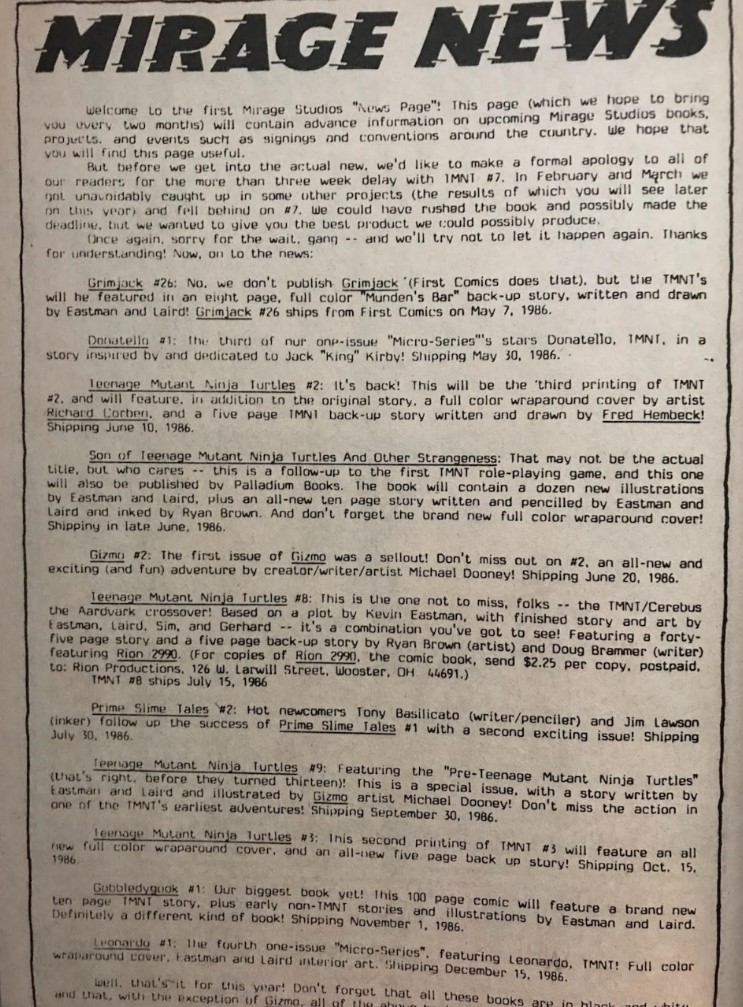 MIRAGE NEWS
Welcome to the first Mirage Studios "News Page"! This page (which we hope to bring
you every two months) will contain advance information on upcoming Mirage Studios books,
projects, and events such as signings and conventions around the country. We hope that
you will find this page useful.
But before we get into the actual new, we'd like to make a formal apology to all of
our readers for the more than three week delay with TMNT #7. In February and March we
got unavoidably caught up in some other projects (the results of which you will see later
on this year) and fell behind on #7. We could have rushed the book and possibly made the
deadline, but we wanted to give you the best product we could possibly produce.
Once again, sorry for the wait, gang -- and we'll try not to let it happen again. Thanks
for understanding! Now, on to the news:
Grimjack #26: No, we don't publish Grimjack (First Comics does that), but the TMNT's
will be featured in an eight page, full color "Munden's Bar" back-up story, written and drawn
by Eastman and Laird! Grimjack #26 ships from First Comics on May 7, 1986.
Donatello #1: The third of our one-issue "Micro-Series"'s stars Donatello, TMNT, in a
story inspired by and dedicated to Jack "King" Kirby! Shipping May 30, 1986.
Teenage Mutant Ninja Turtles #2: It's back! This will be the third printing of TMNT
#2, and will feature, in addition to the original story, a full color wraparound cover by artist
Richard Corben, and a five page TMNT back-up story written and drawn by Fred Hembeck!
Shipping June 10, 1986.
Son of Teenage Mutant Ninja Turtles And Other Strangeness: That may not be the actual
title, but who cares -- this is a follow-up to the first TMNT role-playing game, and this one
will also be published by Palladium Books. The book will contain a dozen new illustrations
by Eastman and Laird, plus an all-new ten page story written and pencilled by Eastman and
Laird and inked by Ryan Brown. And don't forget the brand new full color wraparound cover!
Shipping in late June, 1986.
Gizmo #2: The first issue of Gizmo was a sellout! Don't miss out on #2, an all-new and
exciting (and fun) adventure by creator/writer/artist Michael Dooney! Shipping June 20, 1986.
Teenage Mutant Ninja Turtles #8: This is the one not to miss, folks -- the TMNT/Cerebus
the Aardvark crossover! Based on a plot by Kevin Eastman, with finished story and art by
Eastman, Laird, Sim, and Gerhard -- it's a combination you've got to see! Featuring a forty-
five page story and a five page back-up story by Ryan Brown (artist) and Doug Brammer (writer)
featuring Rion 2990. (For copies of Rion 2990, the comic book, send $2.25 per copy, postpaid,
to: Rion Productions, 126 W. Larwill Street, Wooster, OH 44691.)
TMNT #8 ships July 15, 1986
Prime Slime Tales #2: Hot newcomers Tony Basilicato (writer/penciler) and Jim Lawson
(inker) follow up the success of Prime Slime Tales #1 with a second exciting issue! Shipping
July 30, 1986.
Teenage Mutant Ninja Turtles #9: Featuring the "Pre-Teenage Mutant Ninja Turtles"
(that's right, before they turned thirteen)! This is a special issue, with a story written by
Eastman and Laird and illustrated by Gizmo artist Michael Dooney! Don't miss the action in
one of the TMNT's earliest adventures! Shipping September 30, 1986.
Teenage Mutant Ninja Turtles #3: This second printing of TMNT #3 will feature an all
new full color wraparound cover, and an all-new five page back up story! Shipping Oct. 15,
1986.
Gobbledygook #1: Our biggest book yet! This 100 page comic will feature a brand new
ten page TMNT story, plus early non-TMNT stories and illustrations by Eastman and Laird.
Definitely a different kind of book! Shipping November 1, 1986.
Leonardo #1: The fourth one-issue "Micro-Series", featuring Leonardo, TMNT! Full color
wraparound cover, Eastman and Laird interior art. Shipping December 15, 1986.
Well, that's it for this year! Don't forget that all these books are in black and white
and that, with the exception of Gizmo, all of the above